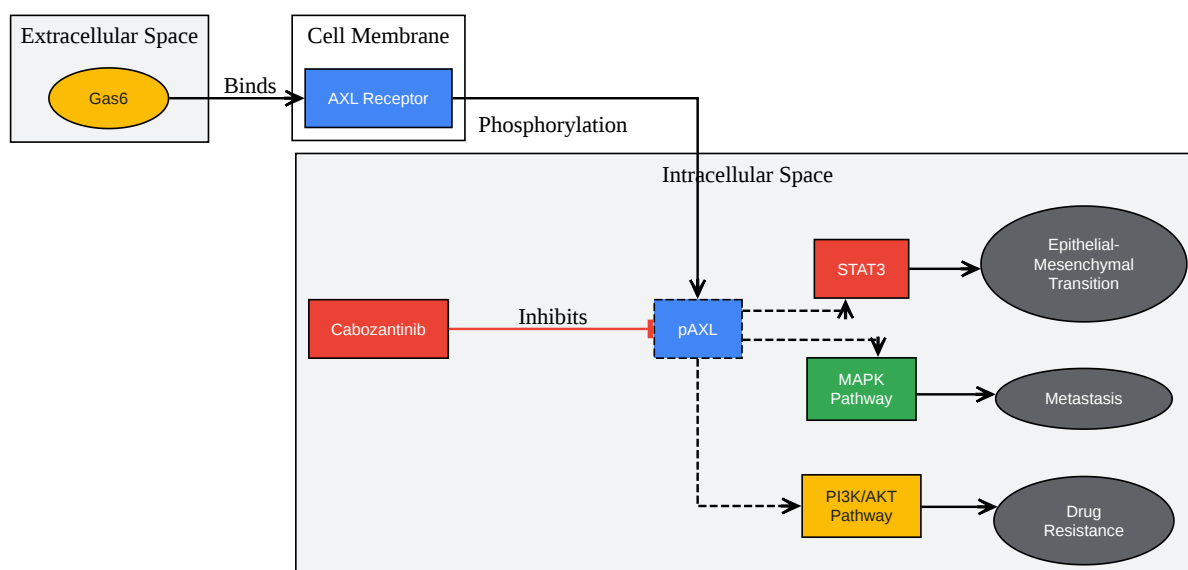 Extracellular Space
Cell Membrane
Gas6
Binds
AXL Receptor
Phosphorylation
Intracellular Space
STAT3
Epithelial-
Mesenchymal
Transition
Cabozantinib
Inhibits
pAXL
MAPK
Pathway
Metastasis
PI3K/AKT
Pathway
Drug
Resistance